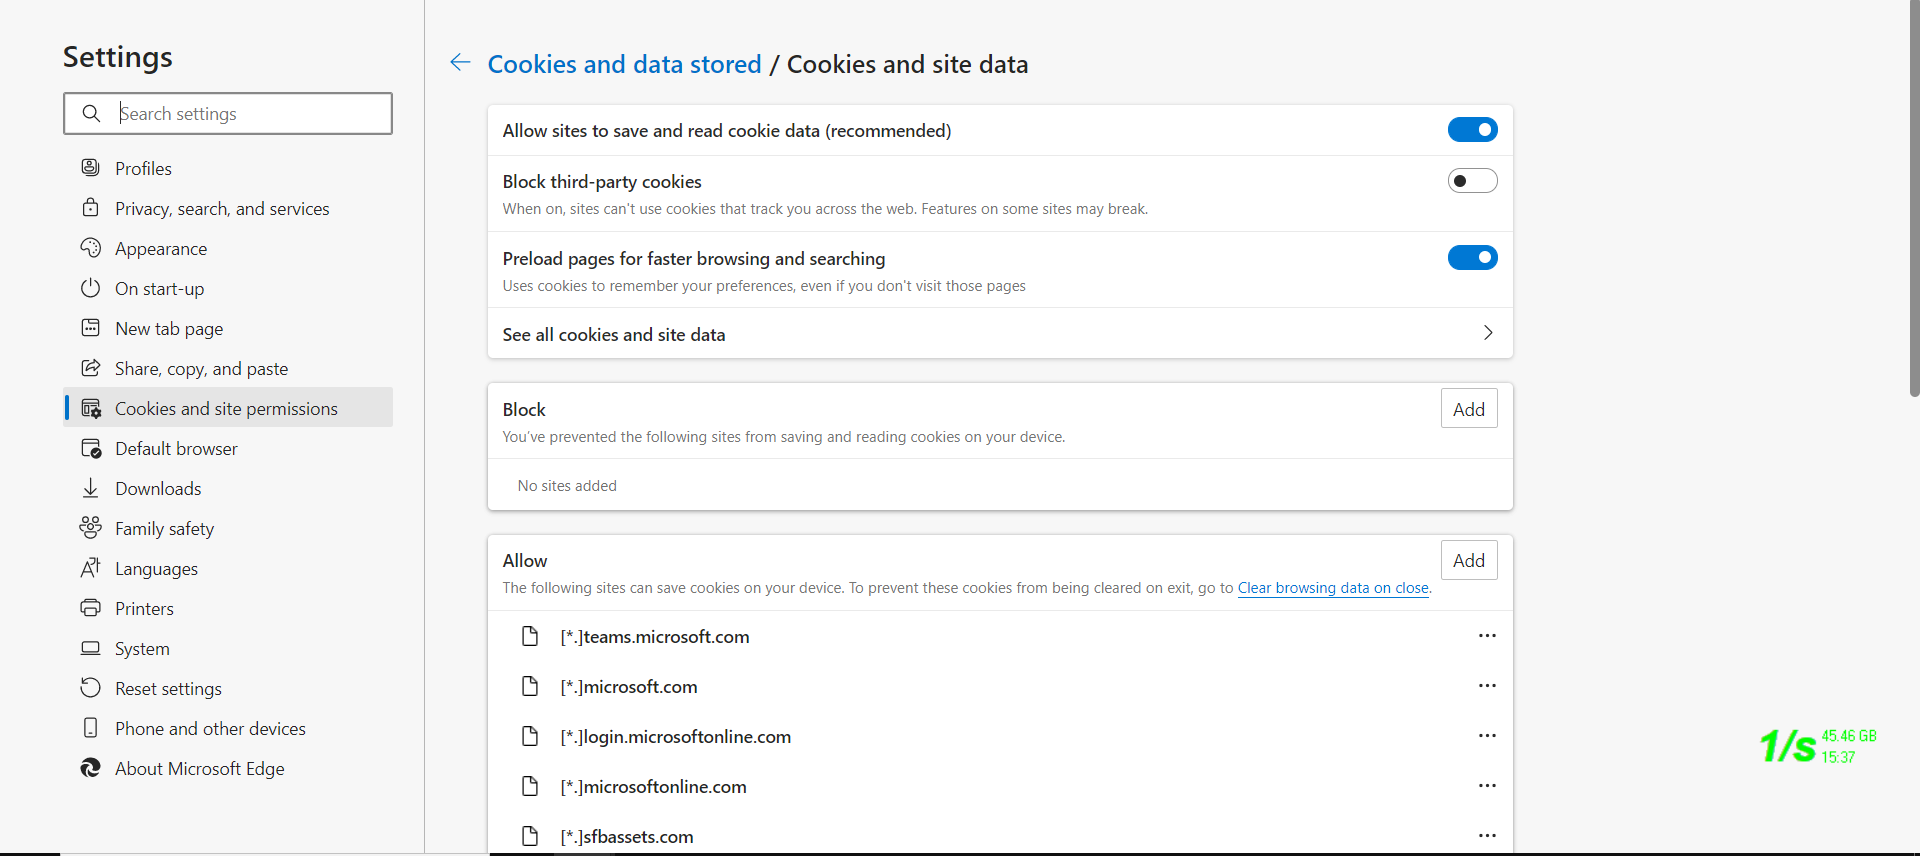 Settings
Search settings
Profiles
Privacy, search, and services
Appearance
On start-up
New tab page
Share, copy, and paste
Cookies and site permissions
Default browser
Downloads
Family safety
Languages
Printers
System
Reset settings
Phone and other devices
About Microsoft Edge
Cookies and data stored / Cookies and site data
Allow sites to save and read cookie data (recommended)
Block third-party cookies
When on, sites can't use cookies that track you across the web. Features on some sites may break.
Preload pages for faster browsing and searching
Uses cookies to remember your preferences, even if you don't visit those pages
See all cookies and site data
Block
Add
You've prevented the following sites from saving and reading cookies on your device.
No sites added
Allow
Add
The following sites can save cookies on your device. To prevent these cookies from being cleared on exit, go to Clear browsing data on close.
[*.]teams.microsoft.com
[*.]microsoft.com
[*.]login.microsoftonline.com
[*.]microsoftonline.com
[*.]sfbassets.com
1/s
45.46 GB
15:37